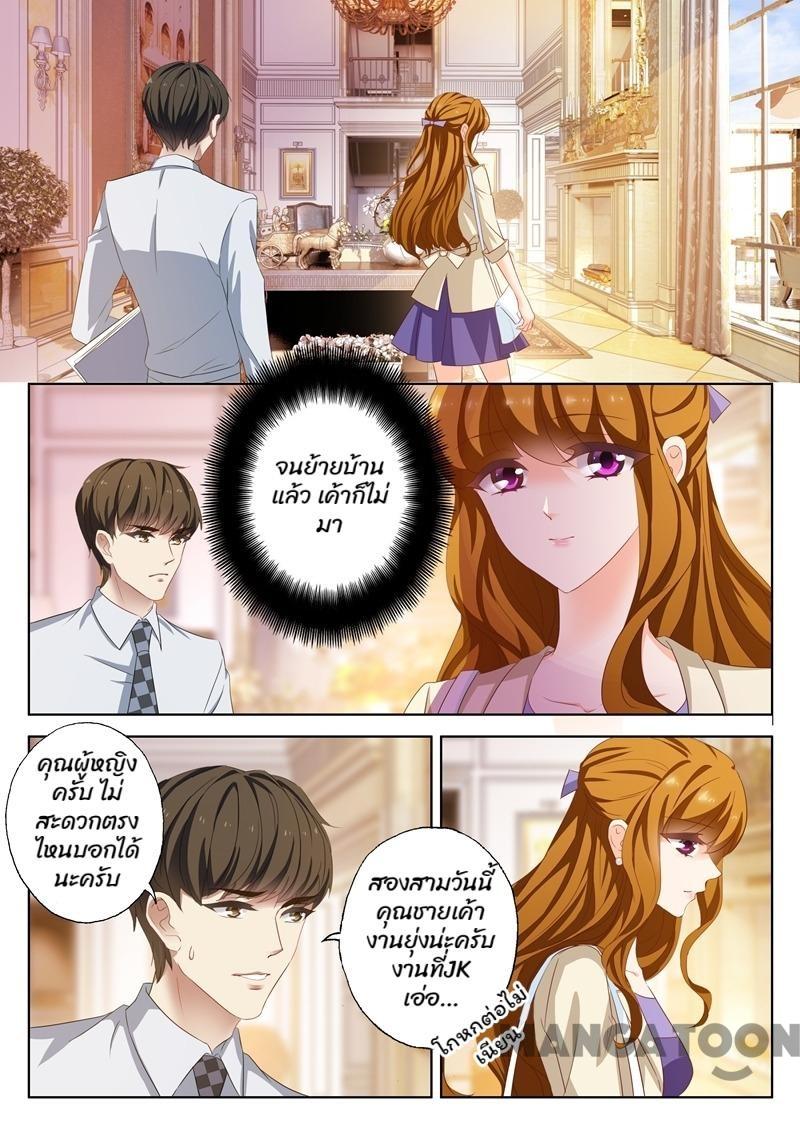 จนย้ายบ้าน
แล้ว เค้าก็ไม่
มา
คุณผู้หญิง
ครับ ไม่
สะดวกตรง
ไหนบอกได้
นะครับ
สองสามวันนี้
คุณชายเค้า
งานยุ่งน่ะครับ
งานที่JK
เอ่อ...
โกหกต่อไม่
เนียน
MANGATOON